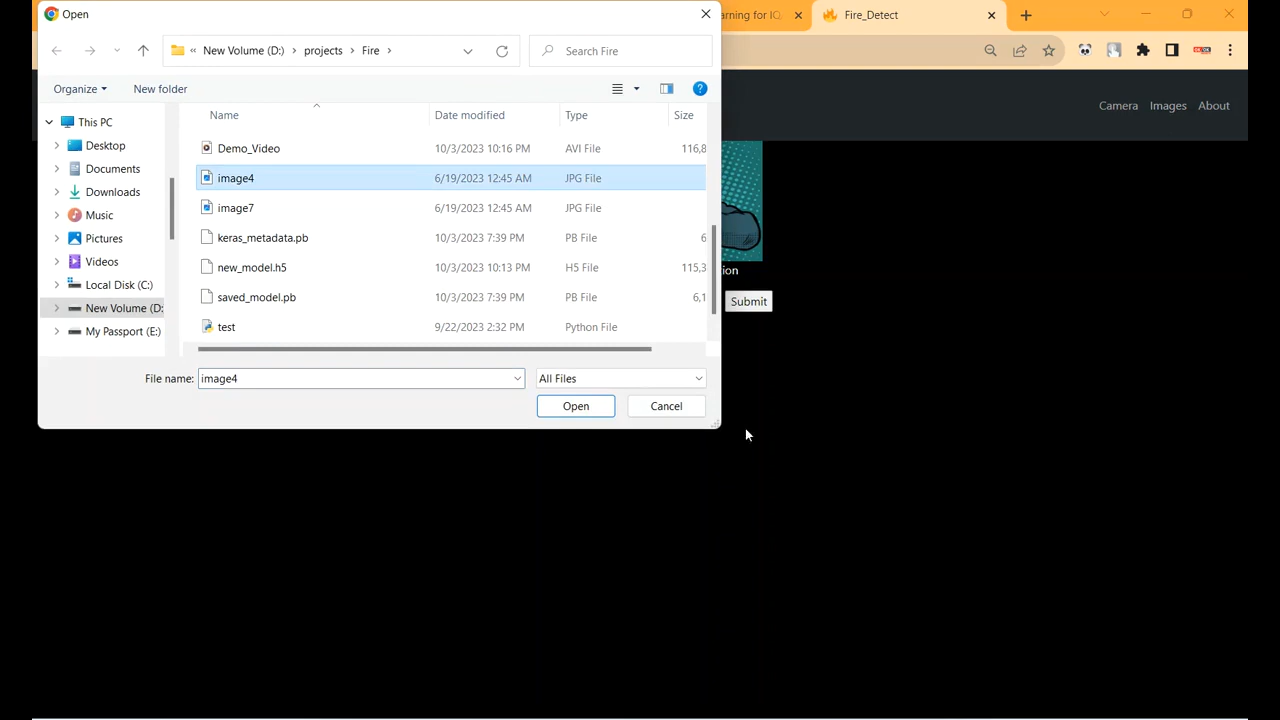 Open
arning for IC
Fire_Detect
« New Volume (D:) › projects › Fire ›
Search Fire
Organize
New folder
Camera Images About
Name Date modified Type Size
This PC
Desktop
Documents
Downloads
Music
Pictures
Videos
Local Disk (C:)
New Volume (D:
My Passport (E:)
Demo_Video 10/3/2023 10:16 PM AVI File 116,8
image4 6/19/2023 12:45 AM JPG File
image7 6/19/2023 12:45 AM JPG File
keras_metadata.pb 10/3/2023 7:39 PM PB File 6
new_model.h5 10/3/2023 10:13 PM H5 File 115,3
saved_model.pb 10/3/2023 7:39 PM PB File 6,1
test 9/22/2023 2:32 PM Python File
ion
Submit
File name: image4 All Files
Open Cancel